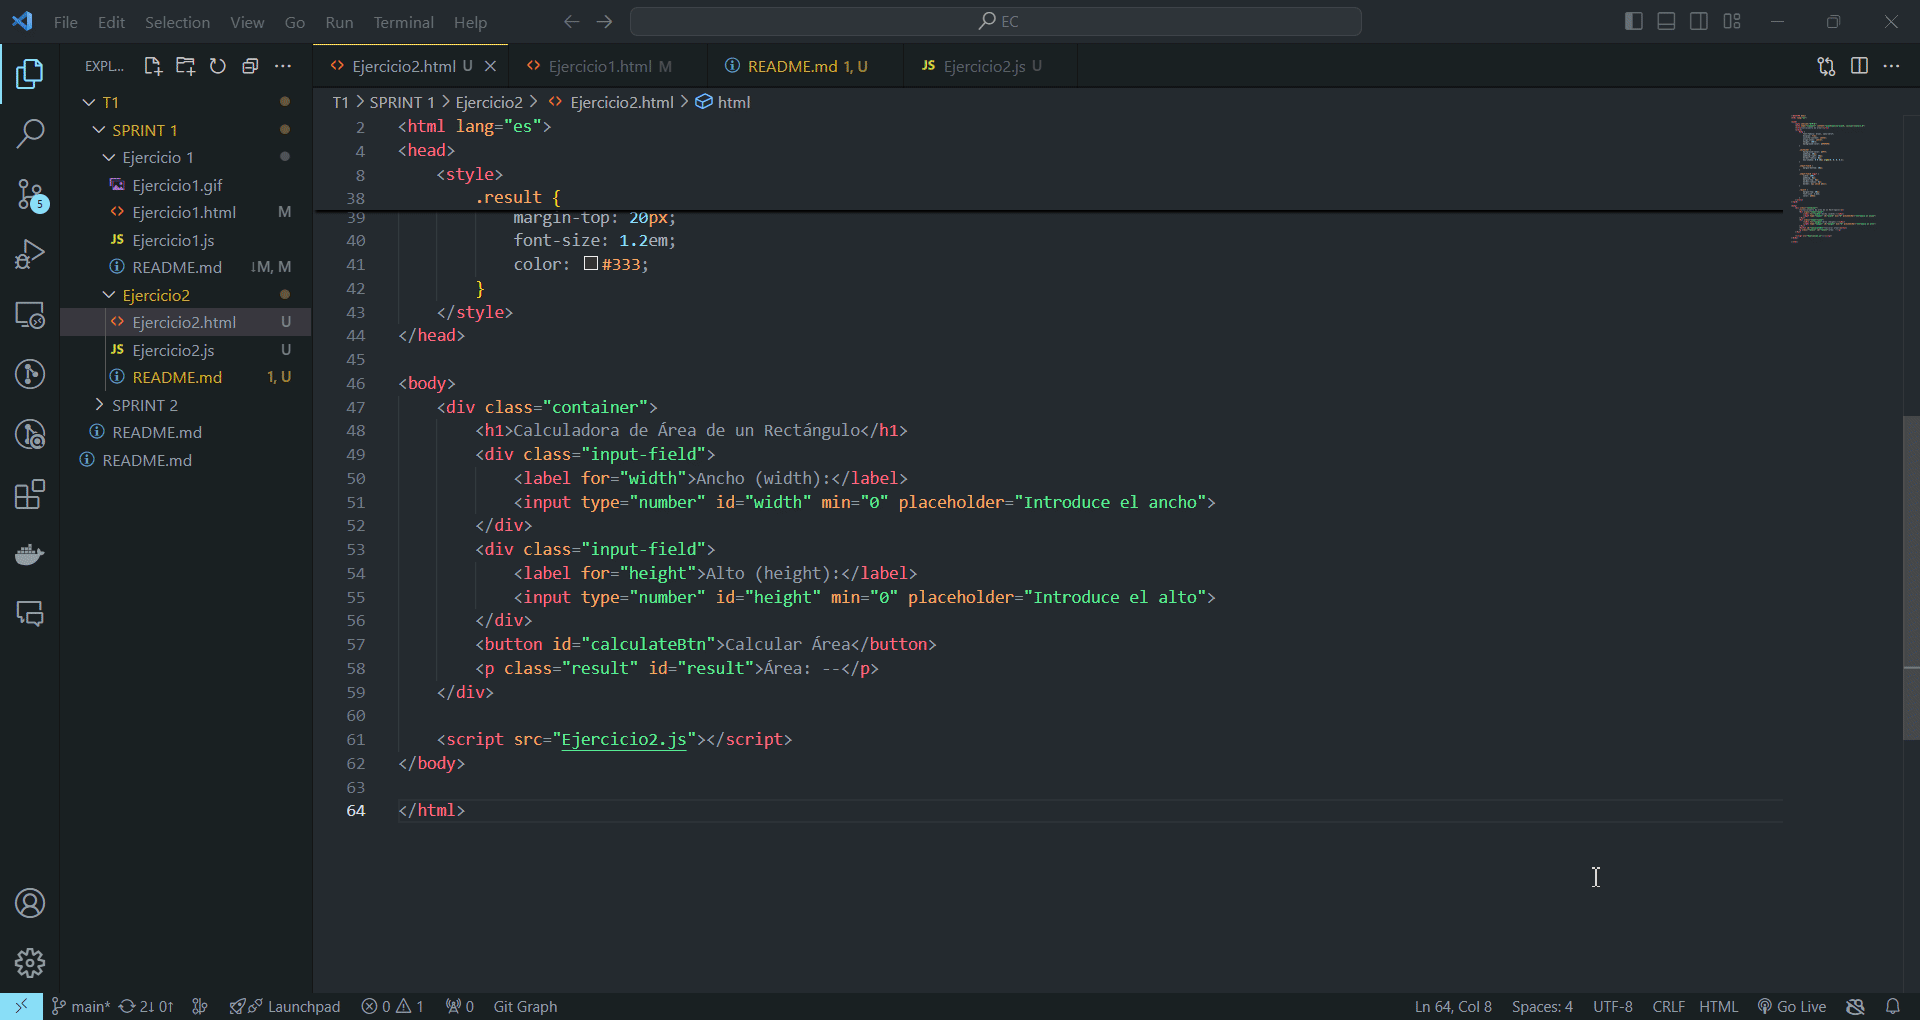 File Edit Selection View Go Run Terminal Help
EC
EXPL...
Ejercicio2.html U
Ejercicio1.html M
README.md 1, U
JS Ejercicio2.js U
T1
SPRINT 1
Ejercicio 1
Ejercicio1.gif
Ejercicio1.html M
JS Ejercicio1.js
README.md ↓M, M
Ejercicio2
Ejercicio2.html U
JS Ejercicio2.js U
README.md 1, U
SPRINT 2
README.md
README.md
5
T1 > SPRINT 1 > Ejercicio2 > Ejercicio2.html > html
2 <html lang="es">
4 <head>
8 <style>
38 .result {
39 margin-top: 20px;
40 font-size: 1.2em;
41 color: #333;
42 }
43 </style>
44 </head>
45
46 <body>
47 <div class="container">
48 <h1>Calculadora de Área de un Rectángulo</h1>
49 <div class="input-field">
50 <label for="width">Ancho (width):</label>
51 <input type="number" id="width" min="0" placeholder="Introduce el ancho">
52 </div>
53 <div class="input-field">
54 <label for="height">Alto (height):</label>
55 <input type="number" id="height" min="0" placeholder="Introduce el alto">
56 </div>
57 <button id="calculateBtn">Calcular Área</button>
58 <p class="result" id="result">Área: --</p>
59 </div>
60
61 <script src="Ejercicio2.js"></script>
62 </body>
63
64 </html>
main* 2↓ 0↑ Launchpad 0 1 0 Git Graph
Ln 64, Col 8 Spaces: 4 UTF-8 CRLF HTML Go Live